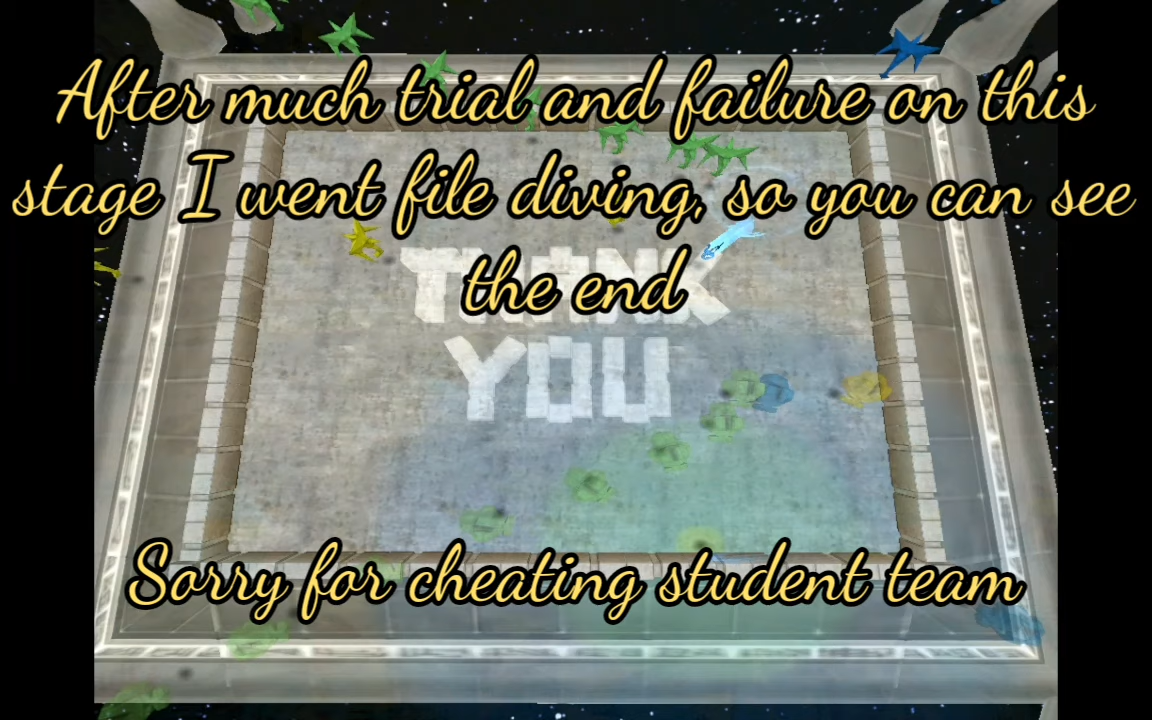 After much trial and failure on this
stage I went file diving, so you can see
the end
THANK
YOU
Sorry for cheating student team